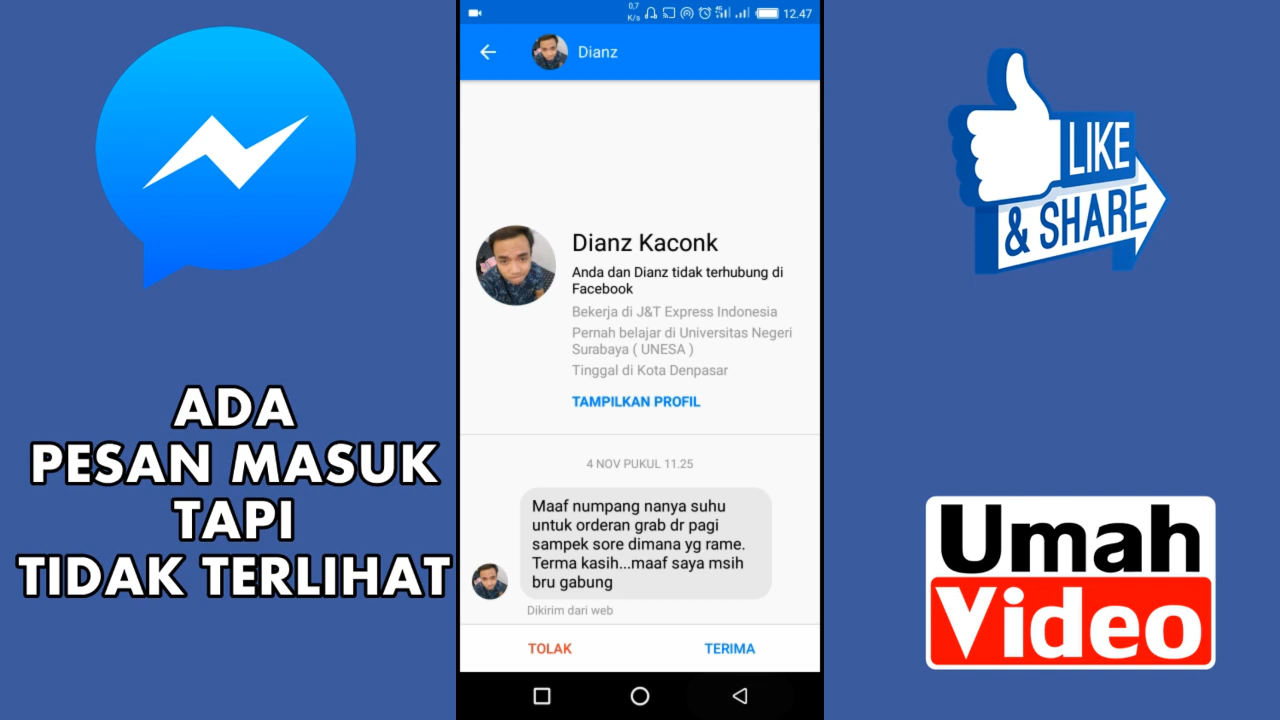 ADA
PESAN MASUK
TAPI
TIDAK TERLIHAT
0,7
K/s
4G
12.47
Dianz
Dianz Kaconk
Anda dan Dianz tidak terhubung di
Facebook
Bekerja di J&T Express Indonesia
Pernah belajar di Universitas Negeri
Surabaya ( UNESA )
Tinggal di Kota Denpasar
TAMPILKAN PROFIL
4 NOV PUKUL 11.25
Maaf numpang nanya suhu
untuk orderan grab dr pagi
sampek sore dimana yg rame.
Terma kasih...maaf saya msih
bru gabung
Dikirim dari web
TOLAK
TERIMA
LIKE
& SHARE
Umah
Video